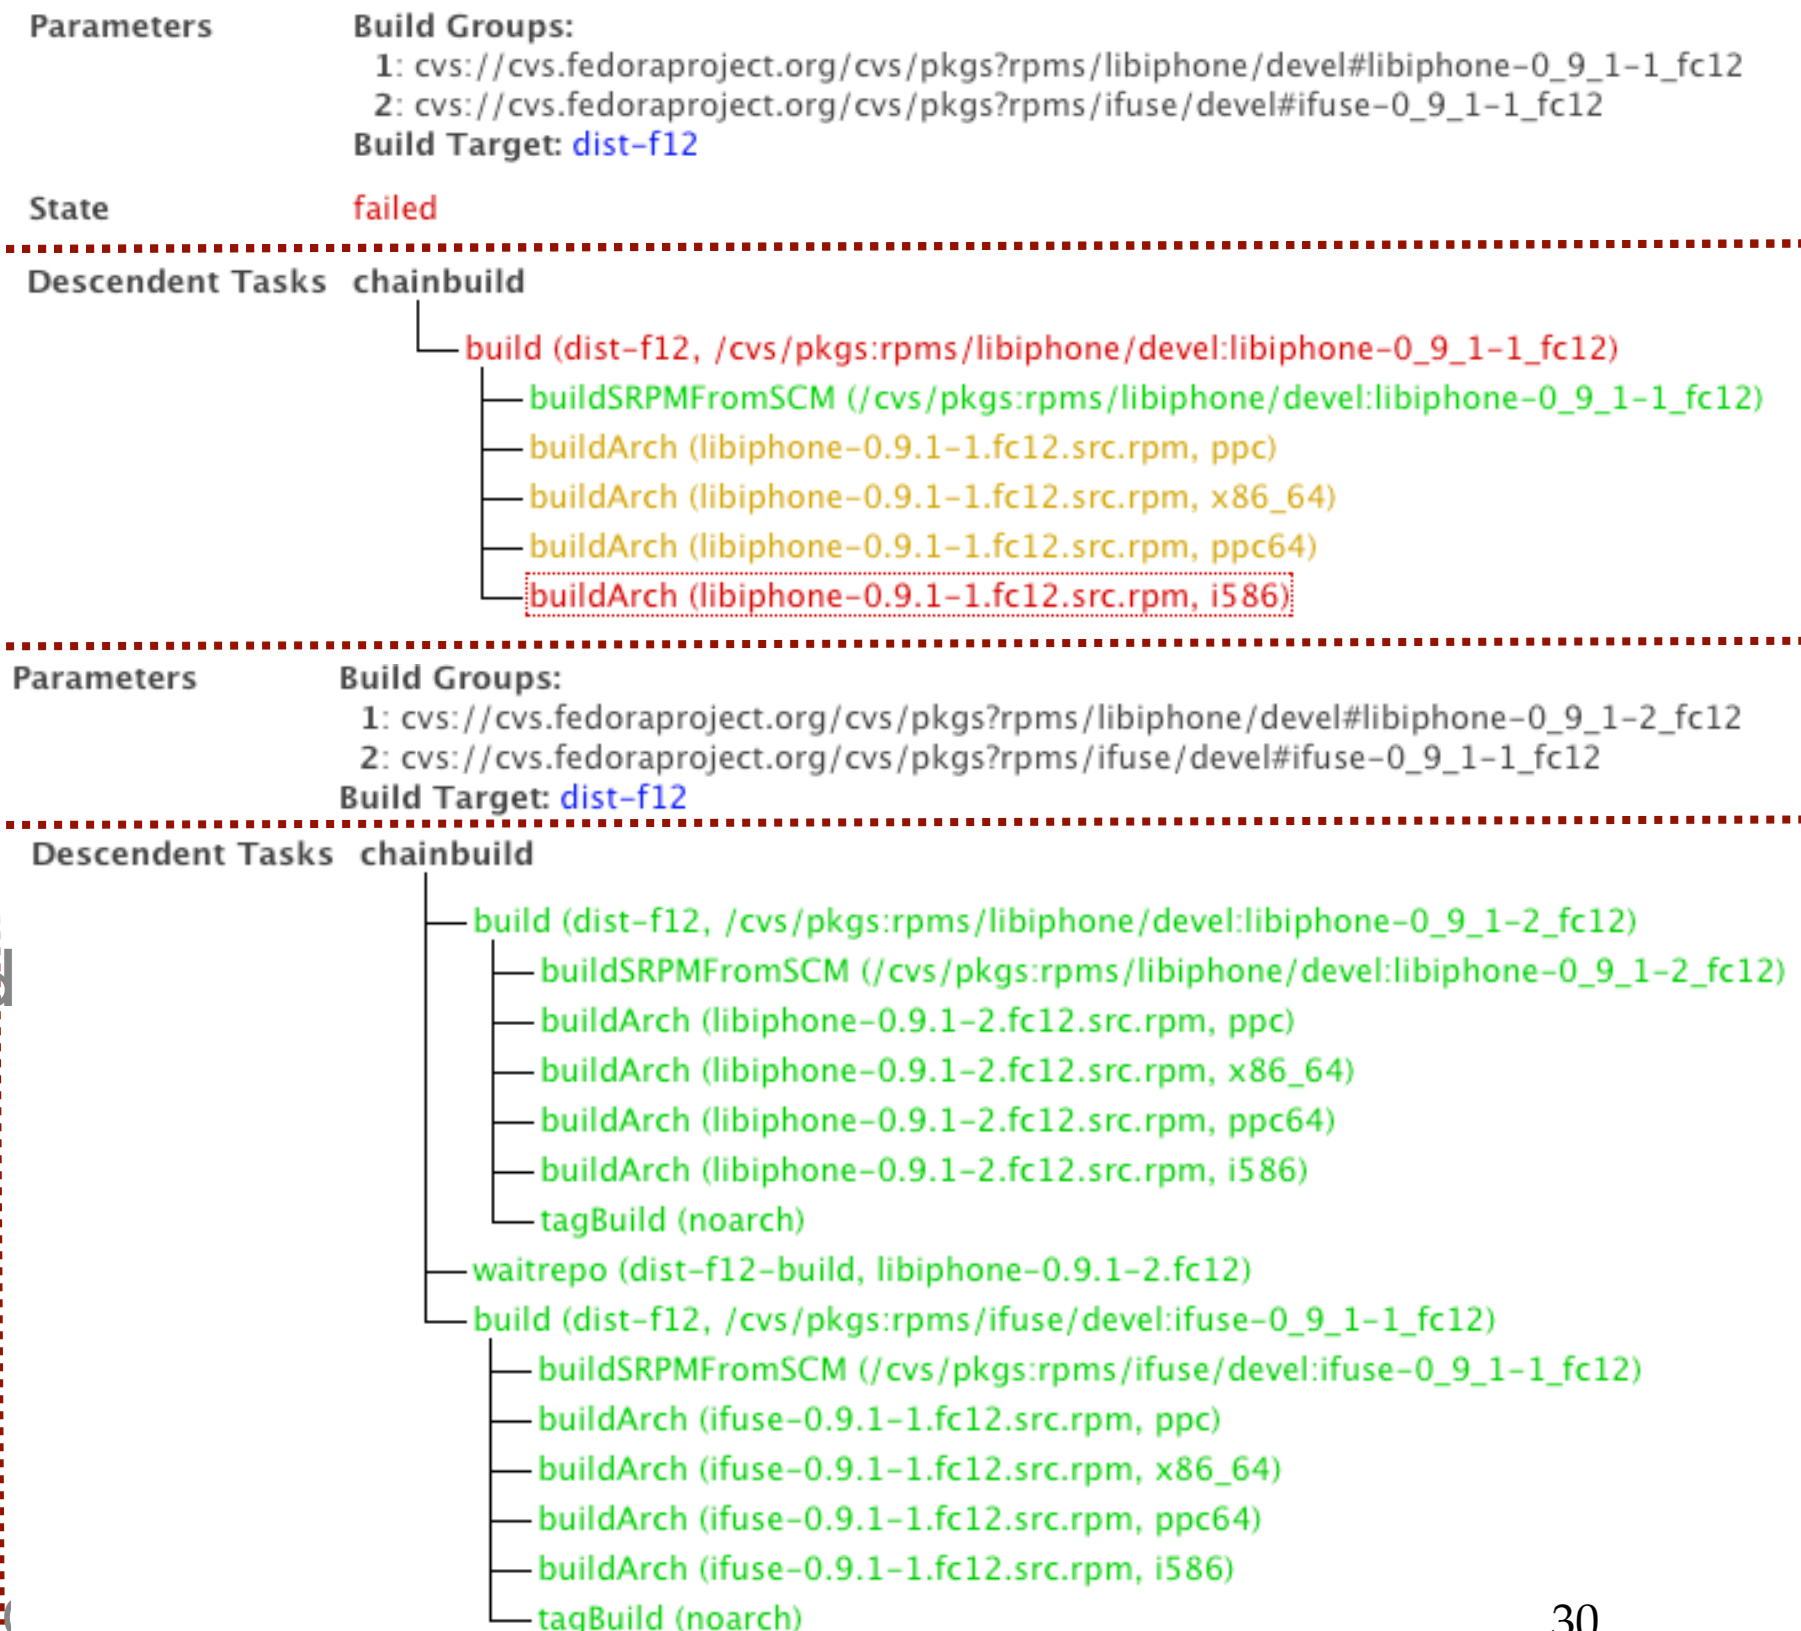 Parameters Build Groups:
1: cvs://cvs.fedoraproject.org/cvs/pkgs?rpms/libiphone/devel#libiphone-0_9_1-1_fc12
2: cvs://cvs.fedoraproject.org/cvs/pkgs?rpms/ifuse/devel#ifuse-0_9_1-1_fc12
Build Target: dist-f12
State failed
Descendent Tasks chainbuild
build (dist-f12, /cvs/pkgs:rpms/libiphone/devel:libiphone-0_9_1-1_fc12)
buildSRPMFromSCM (/cvs/pkgs:rpms/libiphone/devel:libiphone-0_9_1-1_fc12)
buildArch (libiphone-0.9.1-1.fc12.src.rpm, ppc)
buildArch (libiphone-0.9.1-1.fc12.src.rpm, x86_64)
buildArch (libiphone-0.9.1-1.fc12.src.rpm, ppc64)
buildArch (libiphone-0.9.1-1.fc12.src.rpm, i586)
Parameters Build Groups:
1: cvs://cvs.fedoraproject.org/cvs/pkgs?rpms/libiphone/devel#libiphone-0_9_1-2_fc12
2: cvs://cvs.fedoraproject.org/cvs/pkgs?rpms/ifuse/devel#ifuse-0_9_1-1_fc12
Build Target: dist-f12
Descendent Tasks chainbuild
build (dist-f12, /cvs/pkgs:rpms/libiphone/devel:libiphone-0_9_1-2_fc12)
buildSRPMFromSCM (/cvs/pkgs:rpms/libiphone/devel:libiphone-0_9_1-2_fc12)
buildArch (libiphone-0.9.1-2.fc12.src.rpm, ppc)
buildArch (libiphone-0.9.1-2.fc12.src.rpm, x86_64)
buildArch (libiphone-0.9.1-2.fc12.src.rpm, ppc64)
buildArch (libiphone-0.9.1-2.fc12.src.rpm, i586)
tagBuild (noarch)
waitrepo (dist-f12-build, libiphone-0.9.1-2.fc12)
build (dist-f12, /cvs/pkgs:rpms/ifuse/devel:ifuse-0_9_1-1_fc12)
buildSRPMFromSCM (/cvs/pkgs:rpms/ifuse/devel:ifuse-0_9_1-1_fc12)
buildArch (ifuse-0.9.1-1.fc12.src.rpm, ppc)
buildArch (ifuse-0.9.1-1.fc12.src.rpm, x86_64)
buildArch (ifuse-0.9.1-1.fc12.src.rpm, ppc64)
buildArch (ifuse-0.9.1-1.fc12.src.rpm, i586)
tagBuild (noarch)
30